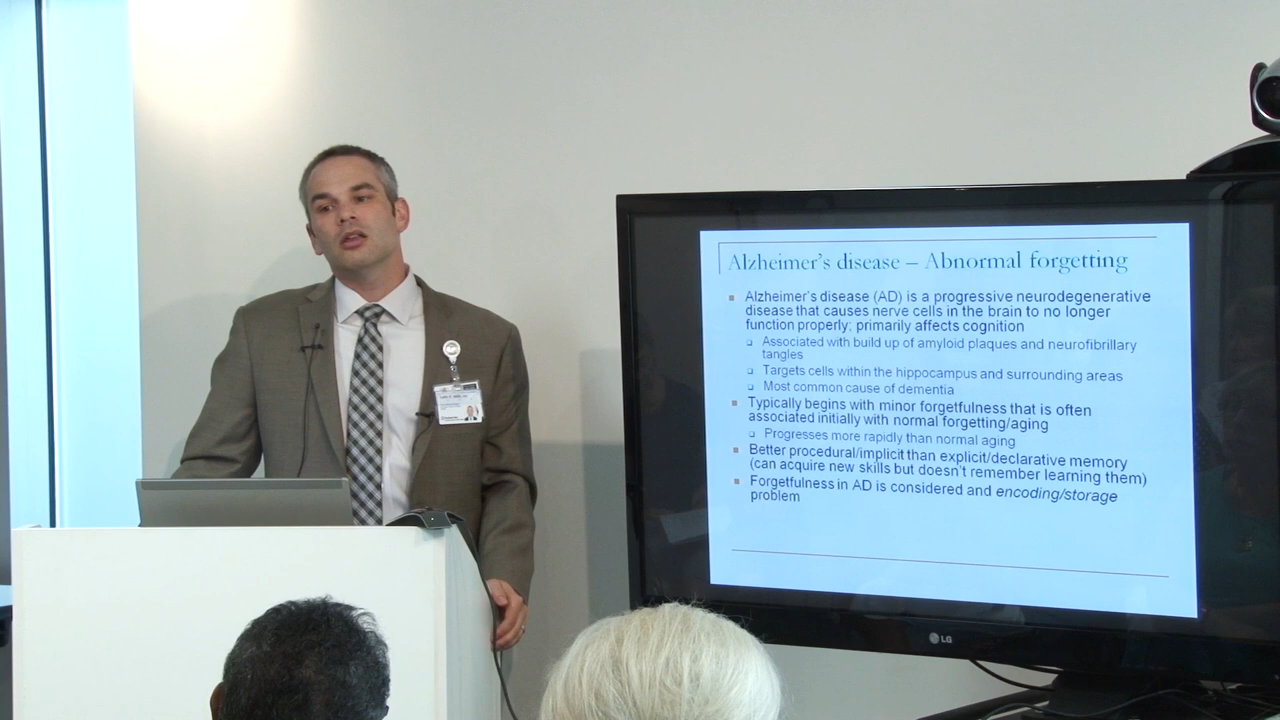 Alzheimer's disease – Abnormal forgetting
Alzheimer's disease (AD) is a progressive neurodegenerative
disease that causes nerve cells in the brain to no longer
function properly; primarily affects cognition
Associated with build up of amyloid plaques and neurofibrillary
tangles
Targets cells within the hippocampus and surrounding areas
Most common cause of dementia
Typically begins with minor forgetfulness that is often
associated initially with normal forgetting/aging
Progresses more rapidly than normal aging
Better procedural/implicit than explicit/declarative memory
(can acquire new skills but doesn't remember learning them)
Forgetfulness in AD is considered and encoding/storage
problem
LG